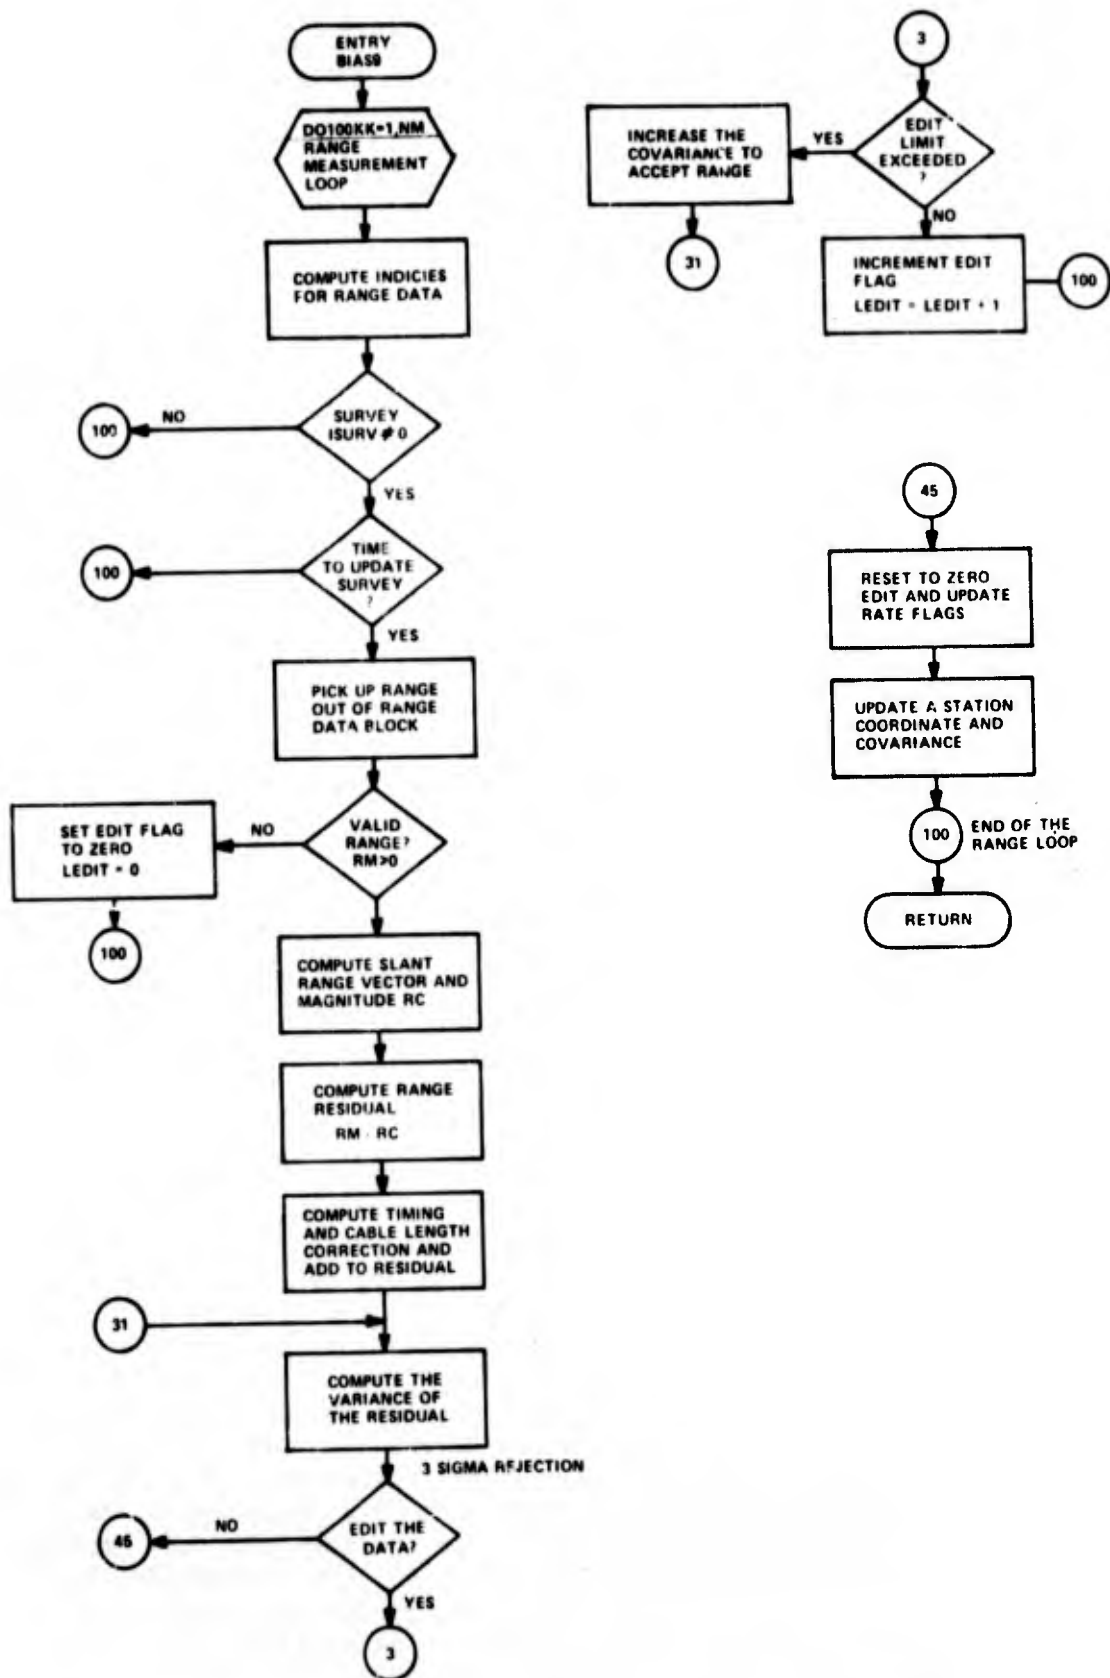 ENTRY
BIAS9
DO100KK=1,NM
RANGE
MEASUREMENT
LOOP
COMPUTE INDICIES
FOR RANGE DATA
SURVEY
ISURV ≠ 0
NO
100
YES
TIME
TO UPDATE
SURVEY
?
100
YES
PICK UP RANGE
OUT OF RANGE
DATA BLOCK
VALID
RANGE?
RM>0
NO
SET EDIT FLAG
TO ZERO
LEDIT = 0
100
COMPUTE SLANT
RANGE VECTOR AND
MAGNITUDE RC
COMPUTE RANGE
RESIDUAL
RM - RC
COMPUTE TIMING
AND CABLE LENGTH
CORRECTION AND
ADD TO RESIDUAL
31
COMPUTE THE
VARIANCE OF
THE RESIDUAL
3 SIGMA REJECTION
EDIT THE
DATA?
NO
45
YES
3
3
EDIT
LIMIT
EXCEEDED
?
YES
INCREASE THE
COVARIANCE TO
ACCEPT RANGE
31
NO
INCREMENT EDIT
FLAG
LEDIT = LEDIT + 1
100
45
RESET TO ZERO
EDIT AND UPDATE
RATE FLAGS
UPDATE A STATION
COORDINATE AND
COVARIANCE
100
END OF THE
RANGE LOOP
RETURN